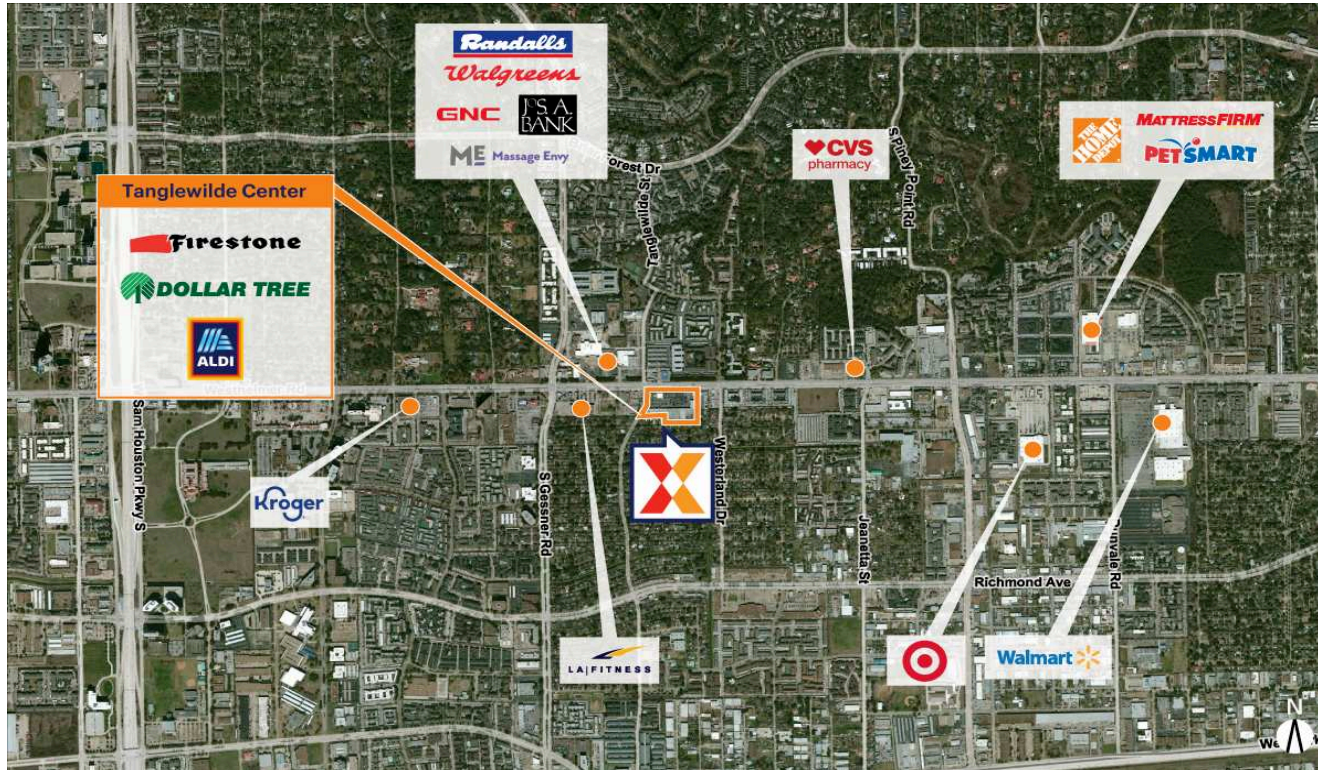 Randalls
Walgreens
GNC
JoS. A.
BANK
ME Massage Envy
Forest Dr
Tanglewilde St
CVS
pharmacy
S Piney Point Rd
THE
HOME
DEPOT
MATTRESSFIRM
PETSMART
Tanglewilde Center
Firestone
DOLLAR TREE
ALDI
Westheimer Rd
W Sam Houston Pkwy S
Kroger
S Gessner Rd
Westerland Dr
Jeanetta St
Dunvale Rd
Richmond Ave
LA|FITNESS
Walmart
N